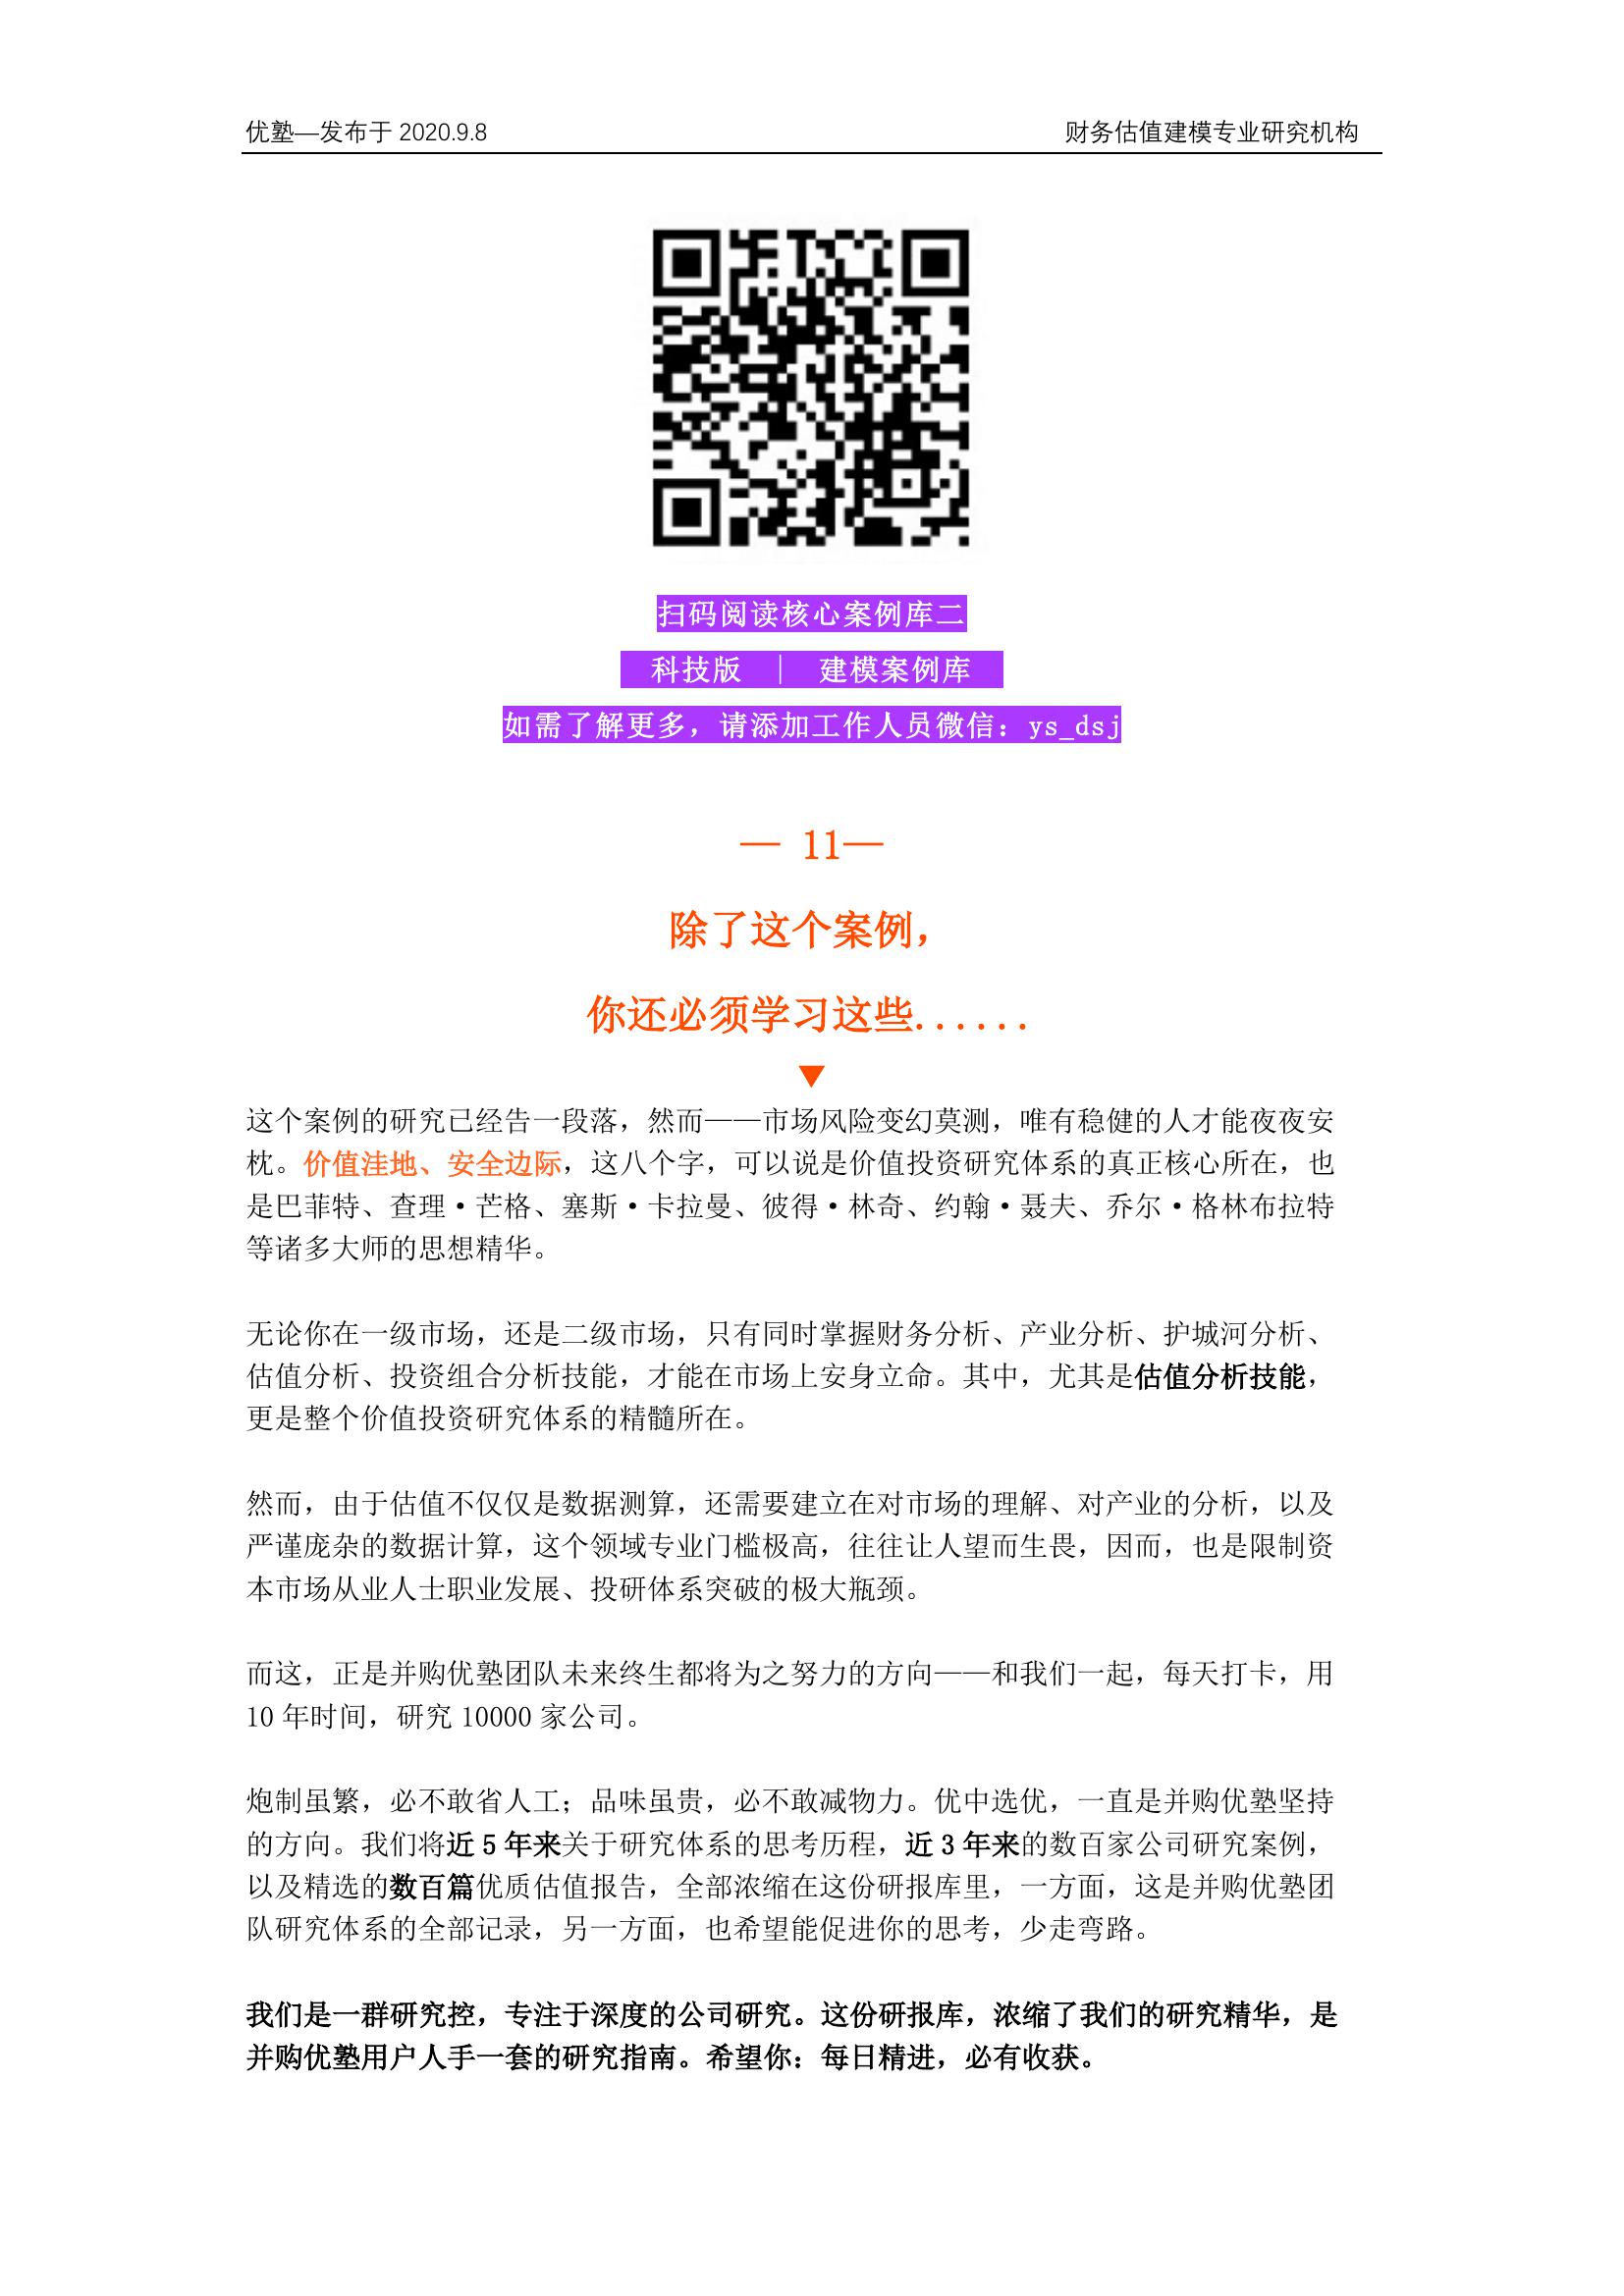 优塾—发布于 2020.9.8 财务估值建模专业研究机构
扫码阅读核心案例库二
科技版 ｜ 建模案例库
如需了解更多，请添加工作人员微信：ys_dsj
— 11—
除了这个案例，
你还必须学习这些......
▼
这个案例的研究已经告一段落，然而——市场风险变幻莫测，唯有稳健的人才能夜夜安
枕。价值洼地、安全边际，这八个字，可以说是价值投资研究体系的真正核心所在，也
是巴菲特、查理·芒格、塞斯·卡拉曼、彼得·林奇、约翰·聂夫、乔尔·格林布拉特
等诸多大师的思想精华。
无论你在一级市场，还是二级市场，只有同时掌握财务分析、产业分析、护城河分析、
估值分析、投资组合分析技能，才能在市场上安身立命。其中，尤其是估值分析技能，
更是整个价值投资研究体系的精髓所在。
然而，由于估值不仅仅是数据测算，还需要建立在对市场的理解、对产业的分析，以及
严谨庞杂的数据计算，这个领域专业门槛极高，往往让人望而生畏，因而，也是限制资
本市场从业人士职业发展、投研体系突破的极大瓶颈。
而这，正是并购优塾团队未来终生都将为之努力的方向——和我们一起，每天打卡，用
10 年时间，研究 10000 家公司。
炮制虽繁，必不敢省人工；品味虽贵，必不敢减物力。优中选优，一直是并购优塾坚持
的方向。我们将近 5 年来关于研究体系的思考历程，近 3 年来的数百家公司研究案例，
以及精选的数百篇优质估值报告，全部浓缩在这份研报库里，一方面，这是并购优塾团
队研究体系的全部记录，另一方面，也希望能促进你的思考，少走弯路。
我们是一群研究控，专注于深度的公司研究。这份研报库，浓缩了我们的研究精华，是
并购优塾用户人手一套的研究指南。希望你：每日精进，必有收获。